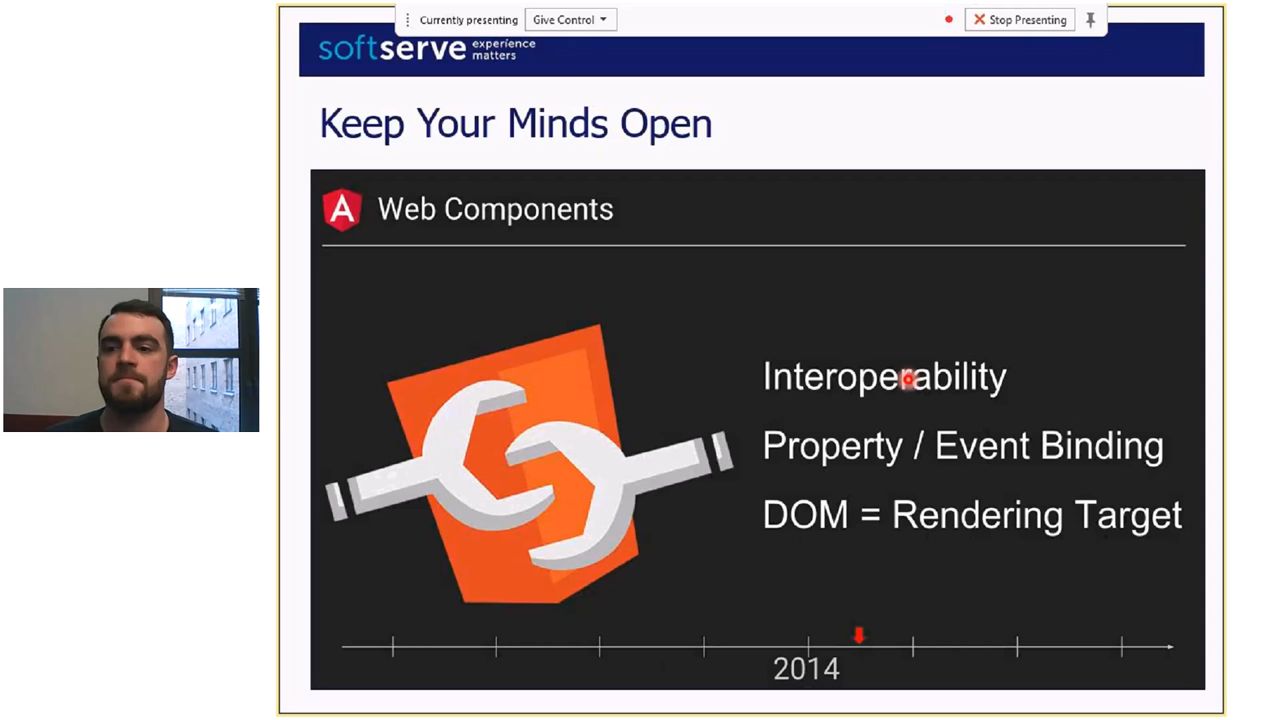 Currently presenting Give Control Stop Presenting
softserve experience matters
Keep Your Minds Open
A Web Components
Interoperability
Property / Event Binding
DOM = Rendering Target
2014